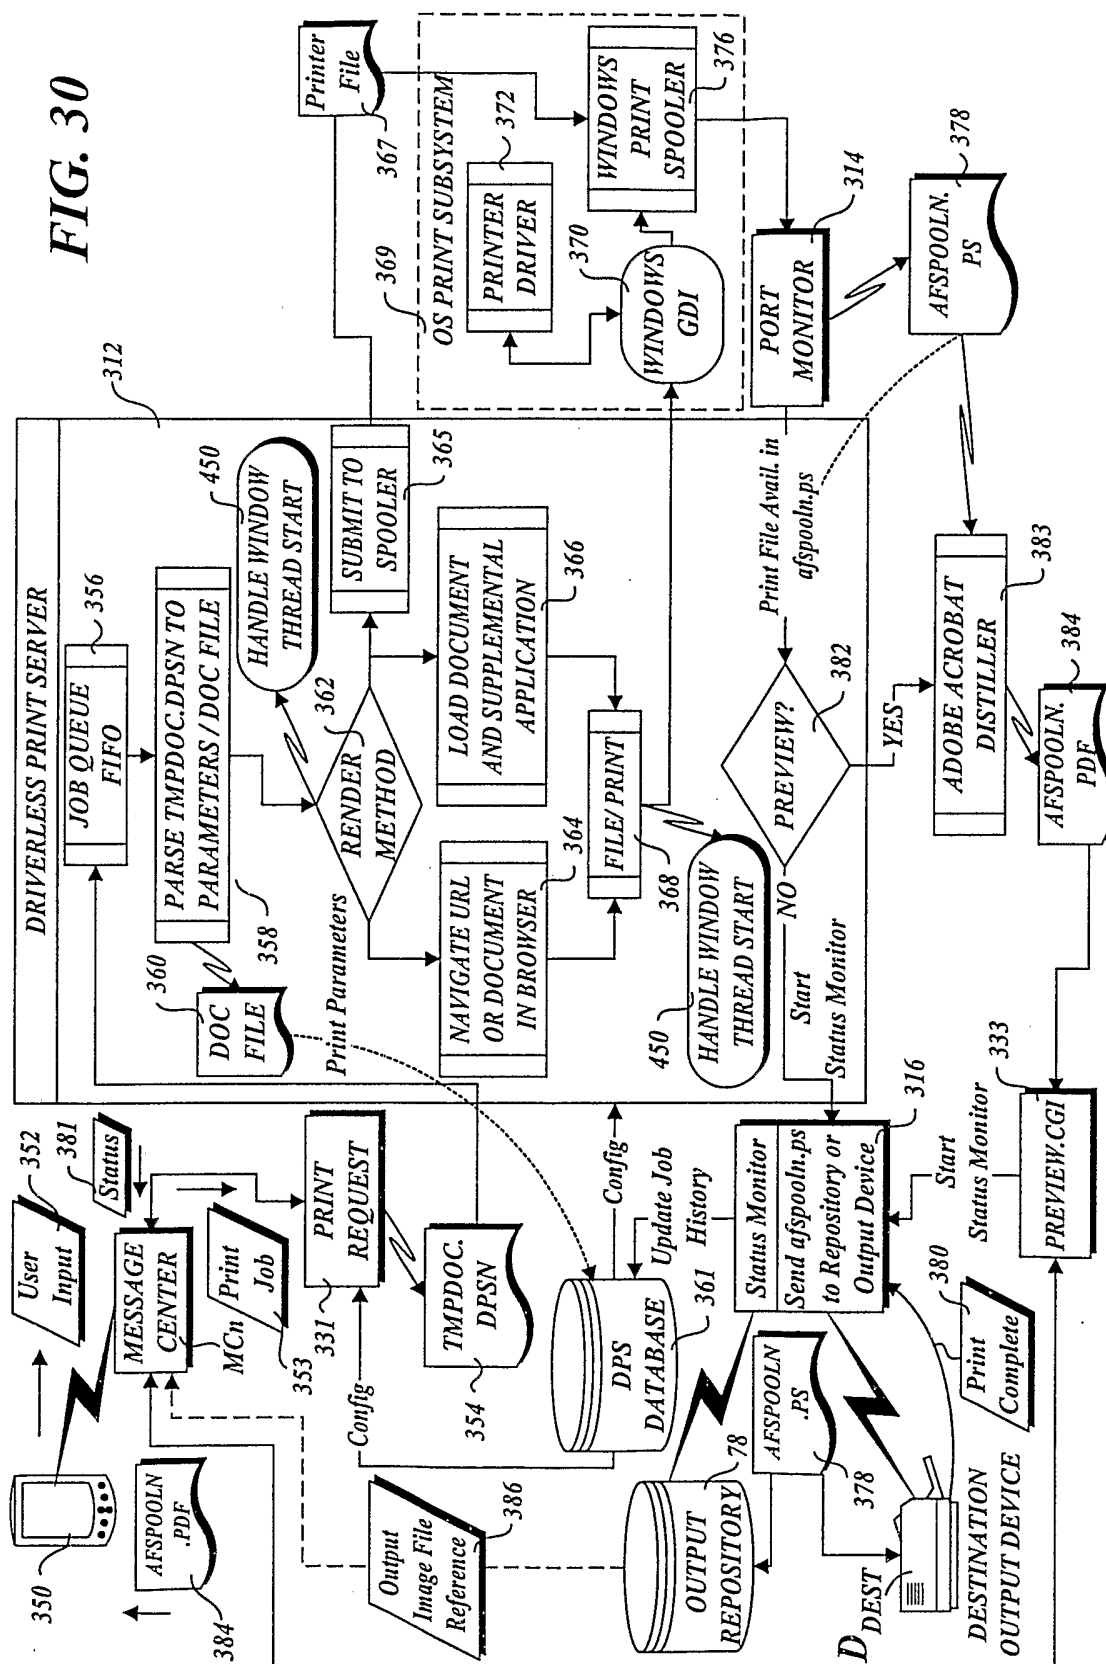 FIG. 30
350
User
Input
352
Status
381
MESSAGE
CENTER
MCn
Print
Job
353
AFSPOOLN
.PDF
384
PRINT
REQUEST
331
Config
TMPDOC.
DPSN
354
Output
Image File
Reference
386
DRIVERLESS PRINT SERVER
312
JOB QUEUE
FIFO
356
PARSE TMPDOC.DPSN TO
PARAMETERS / DOC FILE
358
DOC
FILE
360
Print Parameters
HANDLE WINDOW
THREAD START
450
RENDER
METHOD
362
SUBMIT TO
SPOOLER
365
NAVIGATE URL
OR DOCUMENT
IN BROWSER
364
LOAD DOCUMENT
AND SUPPLEMENTAL
APPLICATION
366
FILE/ PRINT
368
HANDLE WINDOW
THREAD START
450
Printer
File
367
OS PRINT SUBSYSTEM
369
PRINTER
DRIVER
372
WINDOWS
GDI
370
WINDOWS
PRINT
SPOOLER
376
PORT
MONITOR
314
AFSPOOLN.
PS
378
Print File Avail. in
afspooln.ps
PREVIEW?
382
NO
YES
Start
Status Monitor
ADOBE ACROBAT
DISTILLER
383
AFSPOOLN.
PDF
384
Config
DPS
DATABASE
361
Update Job
History
Status Monitor
Send afspooln.ps
to Repository or
Output Device
316
Start
Status Monitor
PREVIEW.CGI
333
OUTPUT
REPOSITORY
78
AFSPOOLN
.PS
378
Print
Complete
380
DDEST
DESTINATION
OUTPUT DEVICE